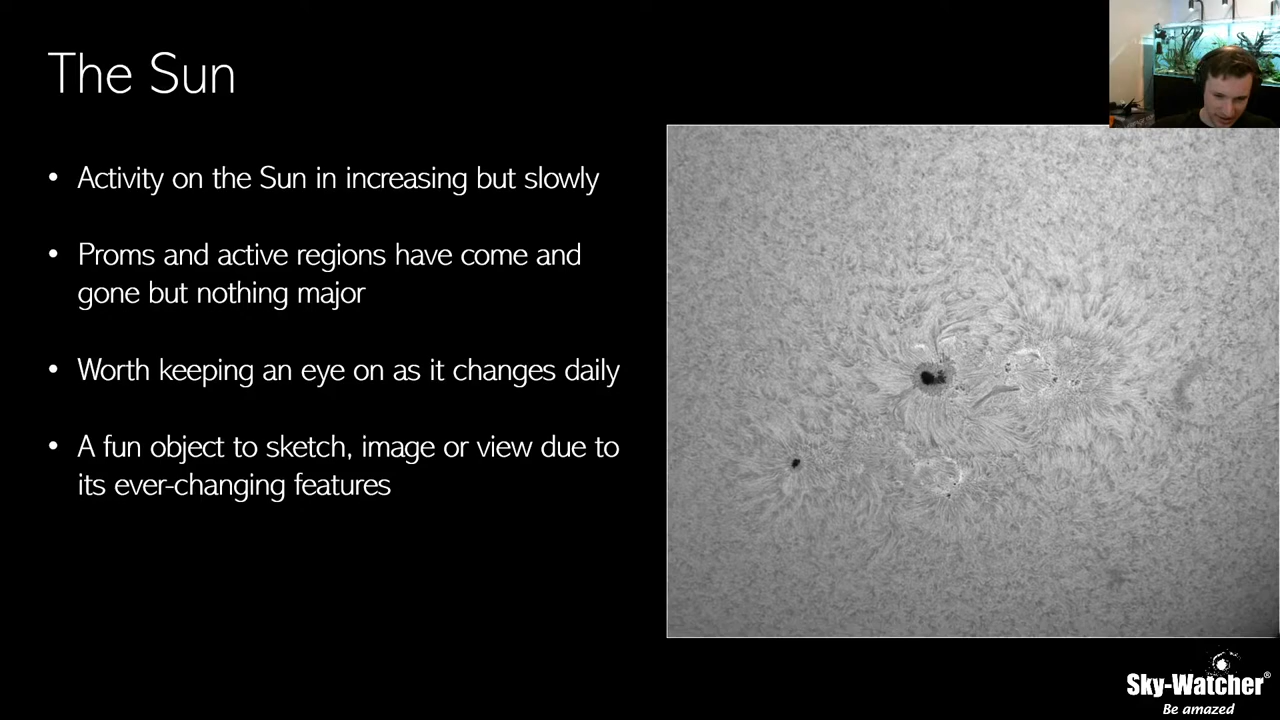 The Sun
• Activity on the Sun in increasing but slowly
• Proms and active regions have come and
gone but nothing major
• Worth keeping an eye on as it changes daily
• A fun object to sketch, image or view due to
its ever-changing features
Sky-Watcher®
Be amazed